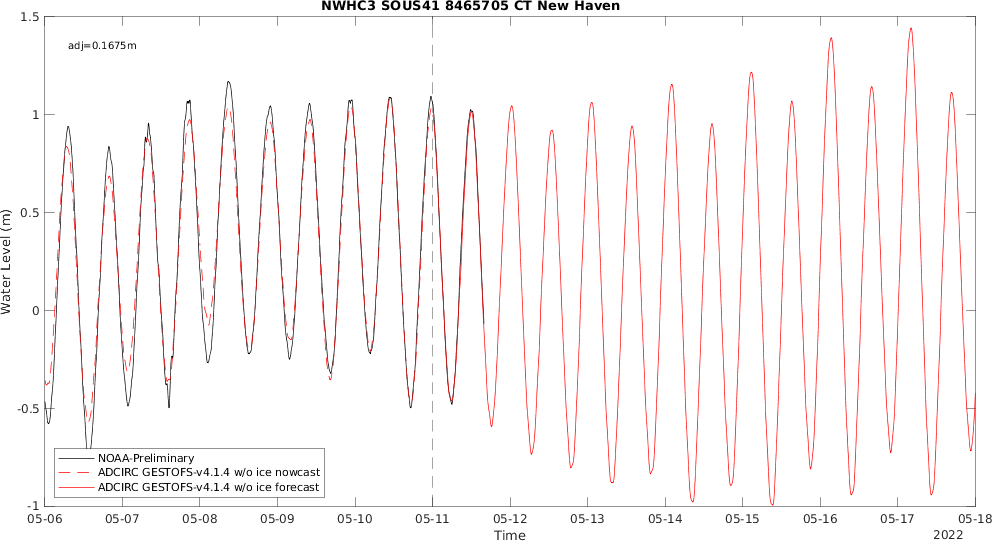 NWHC3 SOUS41 8465705 CT New Haven
adj=0.1675m
1.5
1
0.5
0
-0.5
-1
Water Level (m)
NOAA-Preliminary
ADCIRC GESTOFS-v4.1.4 w/o ice nowcast
ADCIRC GESTOFS-v4.1.4 w/o ice forecast
05-06 05-07 05-08 05-09 05-10 05-11 05-12 05-13 05-14 05-15 05-16 05-17 05-18
Time
2022